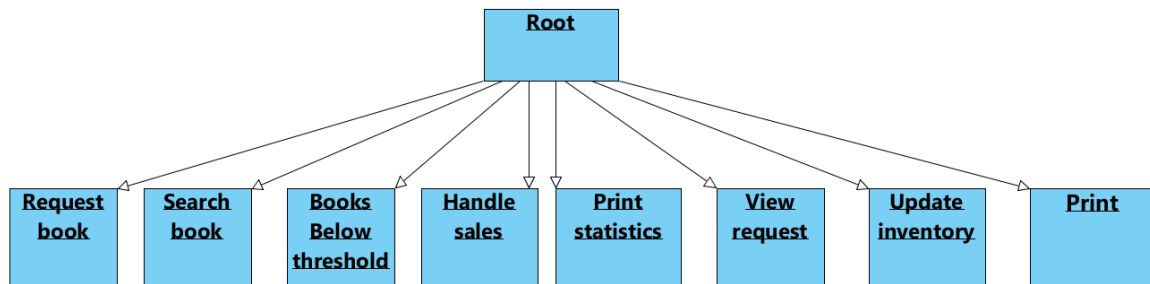 Root
Request
book
Search
book
Books
Below
threshold
Handle
sales
Print
statistics
View
request
Update
inventory
Print